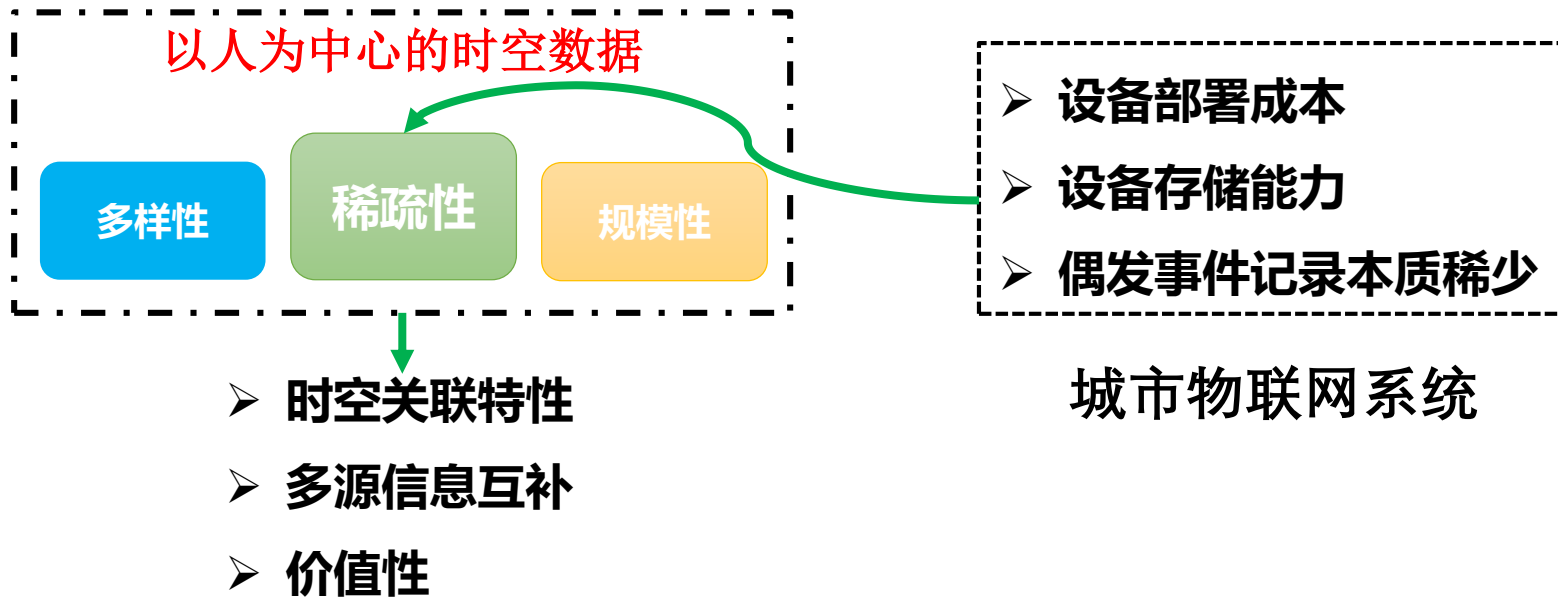 以人为中心的时空数据
多样性
稀疏性
规模性
➢ 时空关联特性
➢ 多源信息互补
➢ 价值性
➢ 设备部署成本
➢ 设备存储能力
➢ 偶发事件记录本质稀少
城市物联网系统